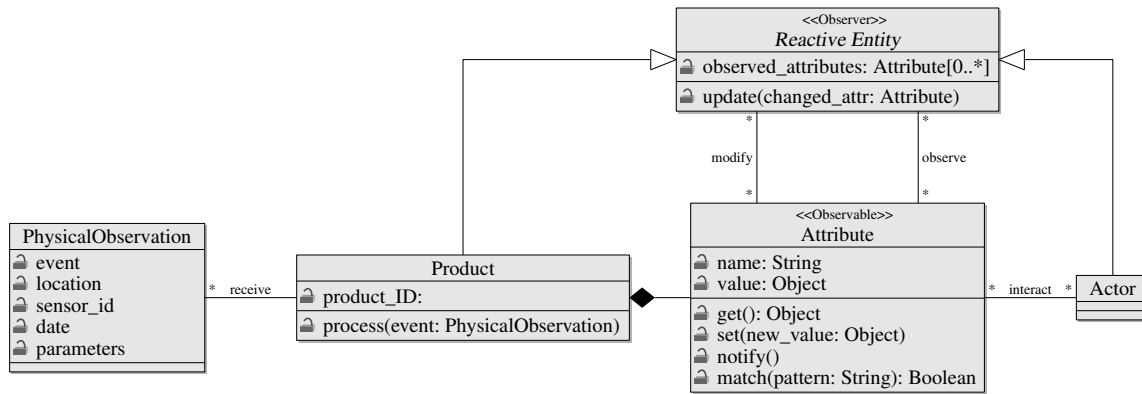 <<Observer>>
Reactive Entity
observed_attributes: Attribute[0..*]
update(changed_attr: Attribute)
* *
modify observe
* *
PhysicalObservation
event
location
sensor_id
date
parameters
* receive
Product
product_ID:
process(event: PhysicalObservation)
<<Observable>>
Attribute
name: String
value: Object
get(): Object
set(new_value: Object)
notify()
match(pattern: String): Boolean
* interact *
Actor